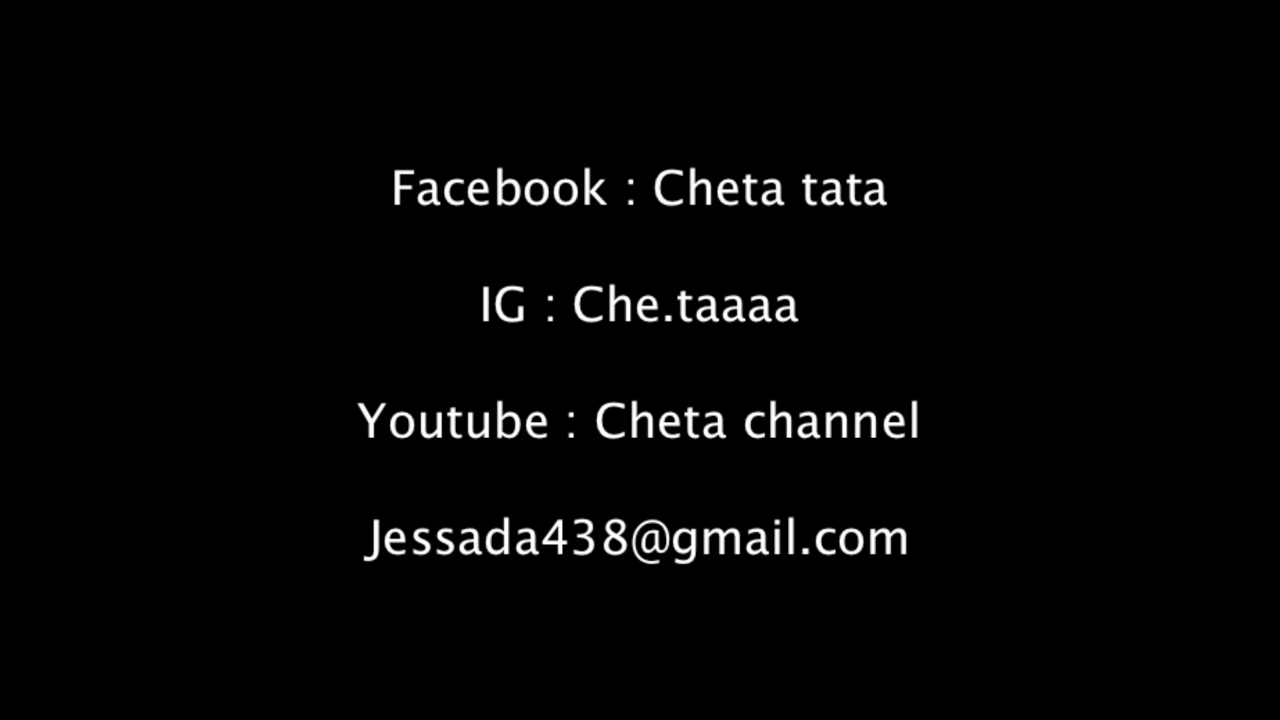 Facebook : Cheta tata
IG : Che.taaaa
Youtube : Cheta channel
Jessada438@gmail.com